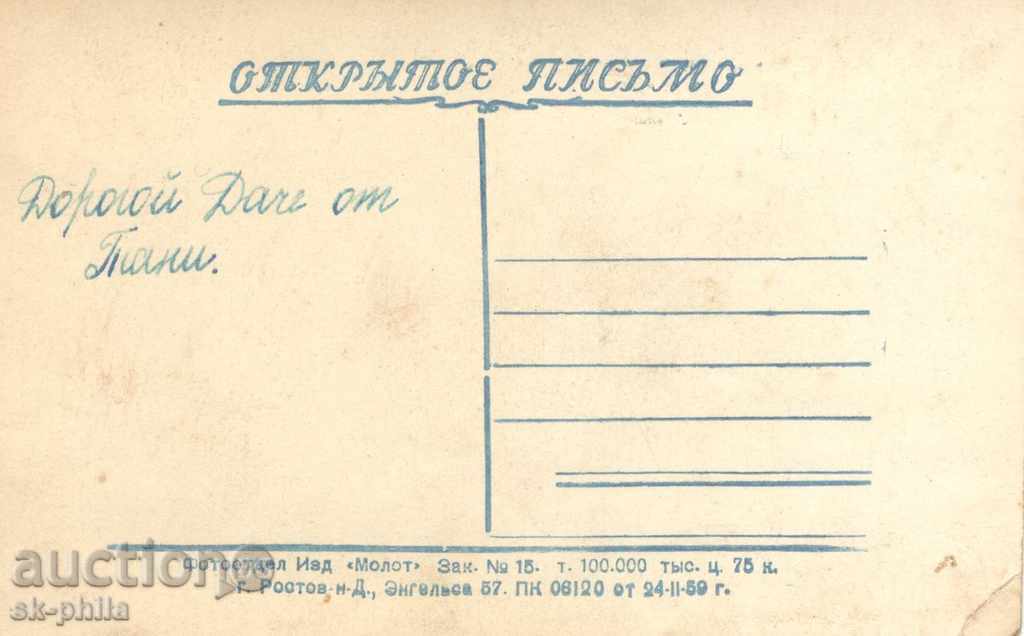 ОТКРЫТОЕ ПИСЬМО
Дорогой Даче от
Тани.
Фотоотдел Изд «Молот» Зак. № 15. т. 100.000 тыс. ц. 75 к.
г. Ростов-н-Д., Энгельса 57. ПК 06120 от 24-II-59 г.
auction
sk-phila